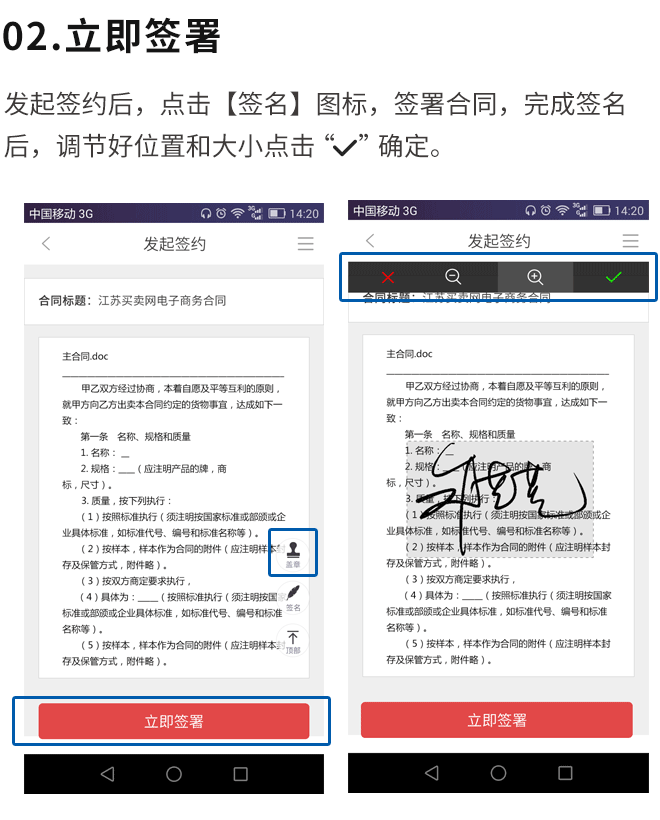 02.立即签署
发起签约后，点击【签名】图标，签署合同，完成签名
后，调节好位置和大小点击“✓”确定。
中国移动 3G
3G
14:20
发起签约
合同标题：江苏买卖网电子商务合同
主合同.doc
甲乙双方经过协商，本着自愿及平等互利的原则，
就甲方向乙方出卖本合同约定的货物事宜，达成如下一
致：
第一条 名称、规格和质量
1. 名称： __
2. 规格：____（应注明产品的牌，商
标，尺寸）。
3. 质量，按下列执行：
（1）按照标准执行（须注明按国家标准或部颁或企
业具体标准，如标准代号、编号和标准名称等）。
（2）按样本，样本作为合同的附件（应注明样本封
存及保管方式，附件略）。
（3）按双方商定要求执行，
（4）具体为：____（按照标准执行（须注明按国家
标准或部颁或企业具体标准，如标准代号、编号和标准
名称等）。
（5）按样本，样本作为合同的附件（应注明样本封
存及保管方式，附件略）。
盖章
签名
顶部
立即签署
中国移动 3G
3G
14:20
发起签约
合同标题：江苏买卖网电子商务合同
主合同.doc
甲乙双方经过协商，本着自愿及平等互利的原则，
就甲方向乙方出卖本合同约定的货物事宜，达成如下一
致：
第一条 名称、规格和质量
1. 名称： __
2. 规格：____（应注明产品的牌，商
标，尺寸）。
3. 质量，按下列执行：
（1）按照标准执行（须注明按国家标准或部颁或企
业具体标准，如标准代号、编号和标准名称等）。
（2）按样本，样本作为合同的附件（应注明样本封
存及保管方式，附件略）。
（3）按双方商定要求执行，
（4）具体为：____（按照标准执行（须注明按国家
标准或部颁或企业具体标准，如标准代号、编号和标准
名称等）。
（5）按样本，样本作为合同的附件（应注明样本封
存及保管方式，附件略）。
立即签署